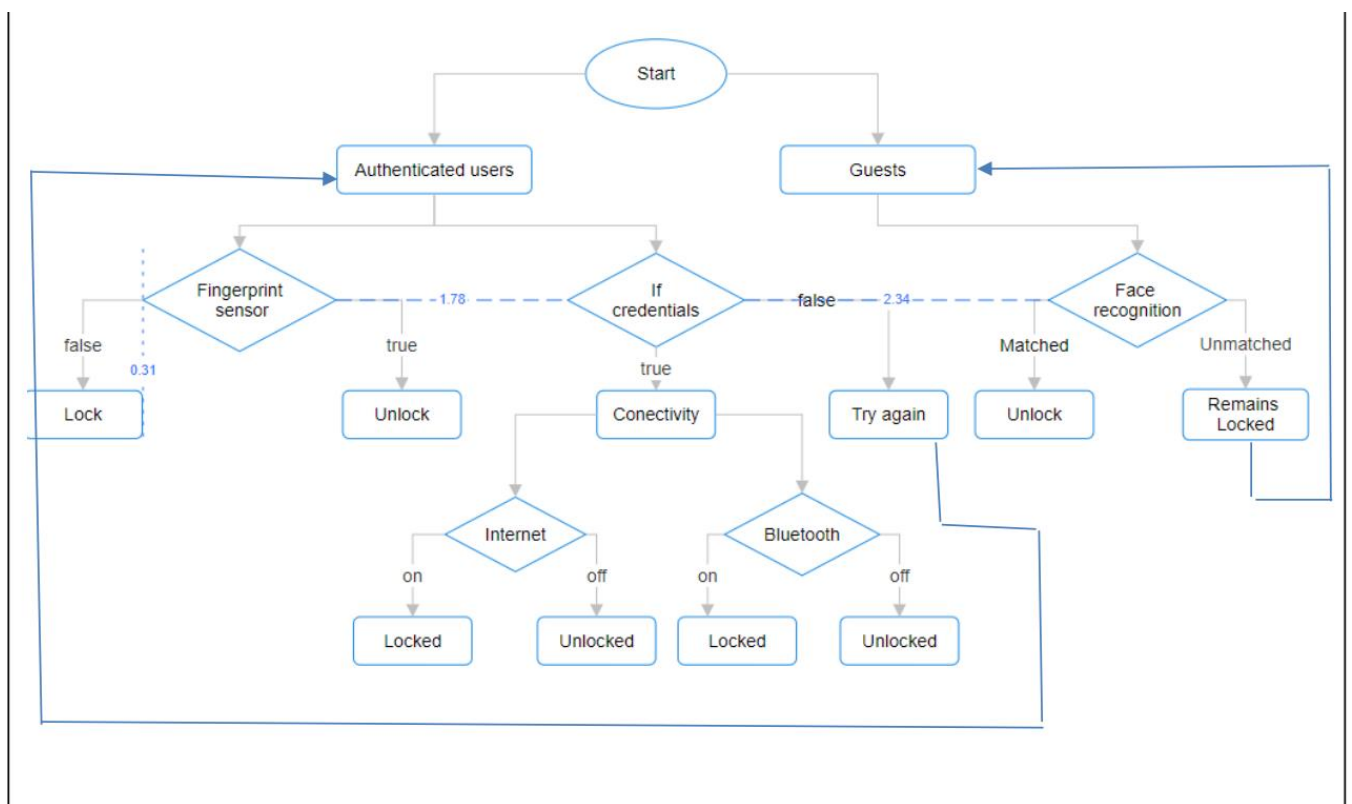 Start
Authenticated users
Guests
Fingerprint
sensor
1.78
If
credentials
false
2.34
Face
recognition
false
0.31
true
true
Matched
Unmatched
Lock
Unlock
Conectivity
Try again
Unlock
Remains
Locked
Internet
Bluetooth
on
off
on
off
Locked
Unlocked
Locked
Unlocked